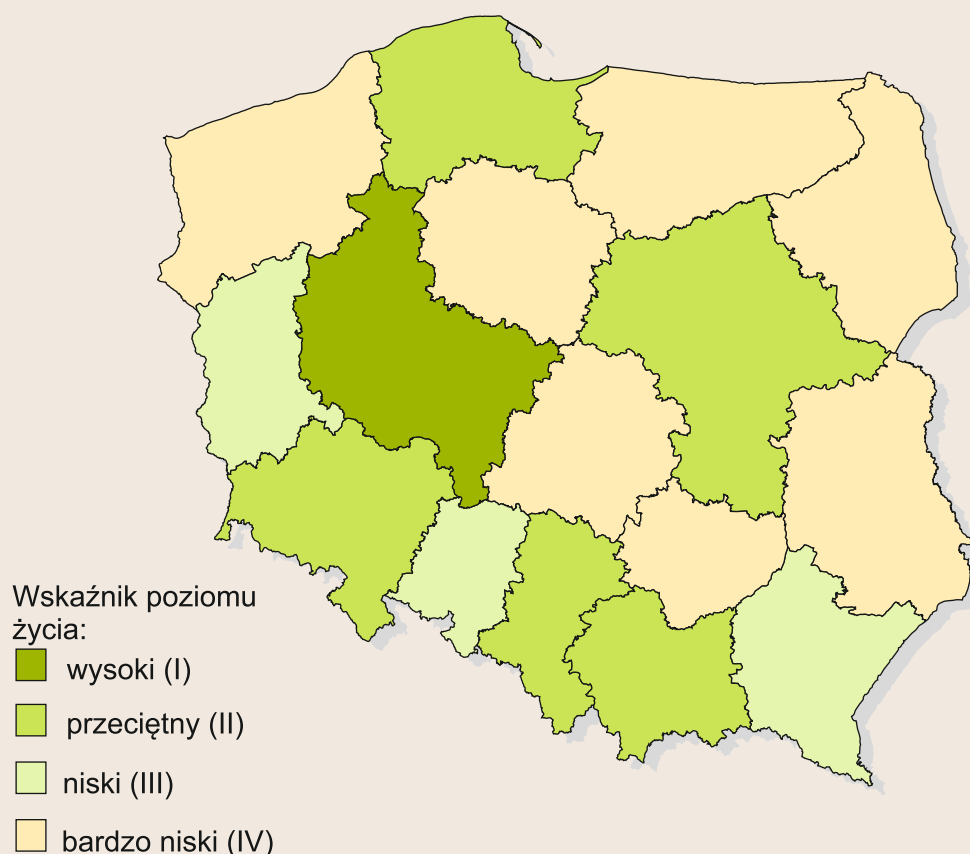 Wskaźnik poziomu
życia:
wysoki (I)
przeciętny (II)
niski (III)
bardzo niski (IV)